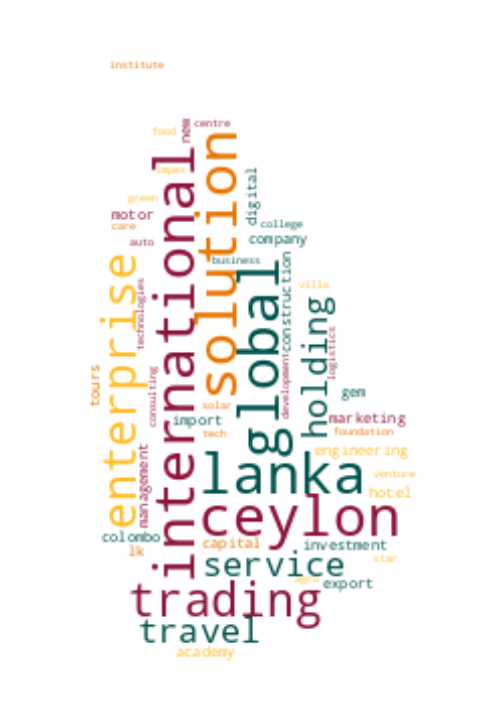 institute
centre
new
food
solution
international
impex
digital
green
motor
care
college
company
auto
enterprise
business
global
construction
technologies
villa
holding
logistics
development
tours
consulting
gem
solar
import
marketing
tech
foundation
management
engineering
lanka
venture
hotel
ceylon
colombo
lk
capital
investment
service
star
agro
export
trading
travel
academy